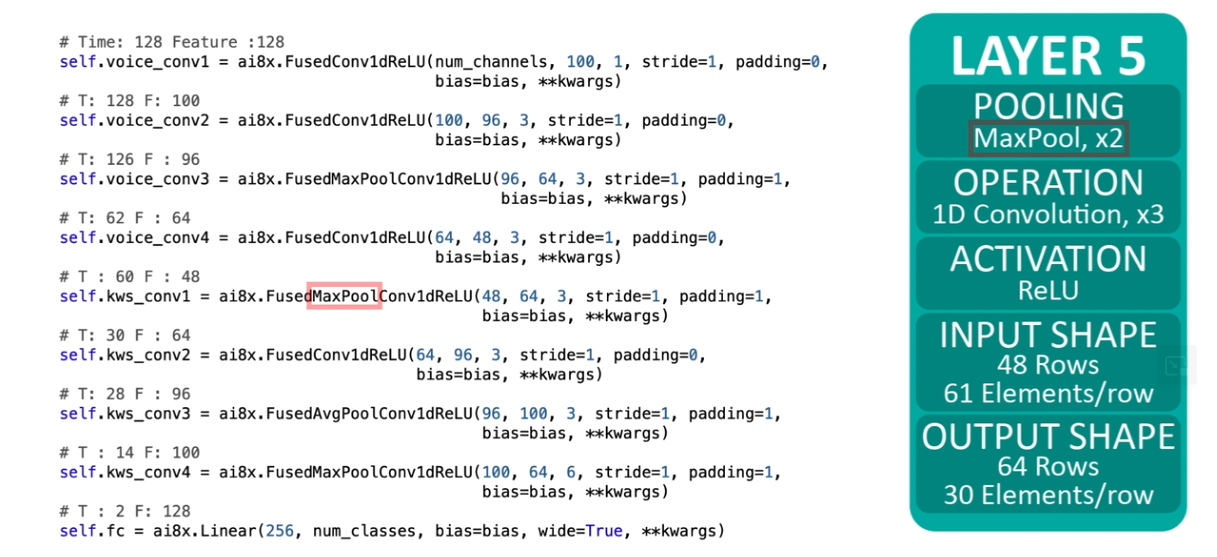 # Time: 128 Feature :128
self.voice_conv1 = ai8x.FusedConv1dReLU(num_channels, 100, 1, stride=1, padding=0,
bias=bias, **kwargs)
# T: 128 F: 100
self.voice_conv2 = ai8x.FusedConv1dReLU(100, 96, 3, stride=1, padding=0,
bias=bias, **kwargs)
# T: 126 F : 96
self.voice_conv3 = ai8x.FusedMaxPoolConv1dReLU(96, 64, 3, stride=1, padding=1,
bias=bias, **kwargs)
# T: 62 F : 64
self.voice_conv4 = ai8x.FusedConv1dReLU(64, 48, 3, stride=1, padding=0,
bias=bias, **kwargs)
# T : 60 F : 48
self.kws_conv1 = ai8x.FusedMaxPoolConv1dReLU(48, 64, 3, stride=1, padding=1,
bias=bias, **kwargs)
# T: 30 F : 64
self.kws_conv2 = ai8x.FusedConv1dReLU(64, 96, 3, stride=1, padding=0,
bias=bias, **kwargs)
# T: 28 F : 96
self.kws_conv3 = ai8x.FusedAvgPoolConv1dReLU(96, 100, 3, stride=1, padding=1,
bias=bias, **kwargs)
# T : 14 F: 100
self.kws_conv4 = ai8x.FusedMaxPoolConv1dReLU(100, 64, 6, stride=1, padding=1,
bias=bias, **kwargs)
# T : 2 F: 128
self.fc = ai8x.Linear(256, num_classes, bias=bias, wide=True, **kwargs)
LAYER 5
POOLING
MaxPool, x2
OPERATION
1D Convolution, x3
ACTIVATION
ReLU
INPUT SHAPE
48 Rows
61 Elements/row
OUTPUT SHAPE
64 Rows
30 Elements/row